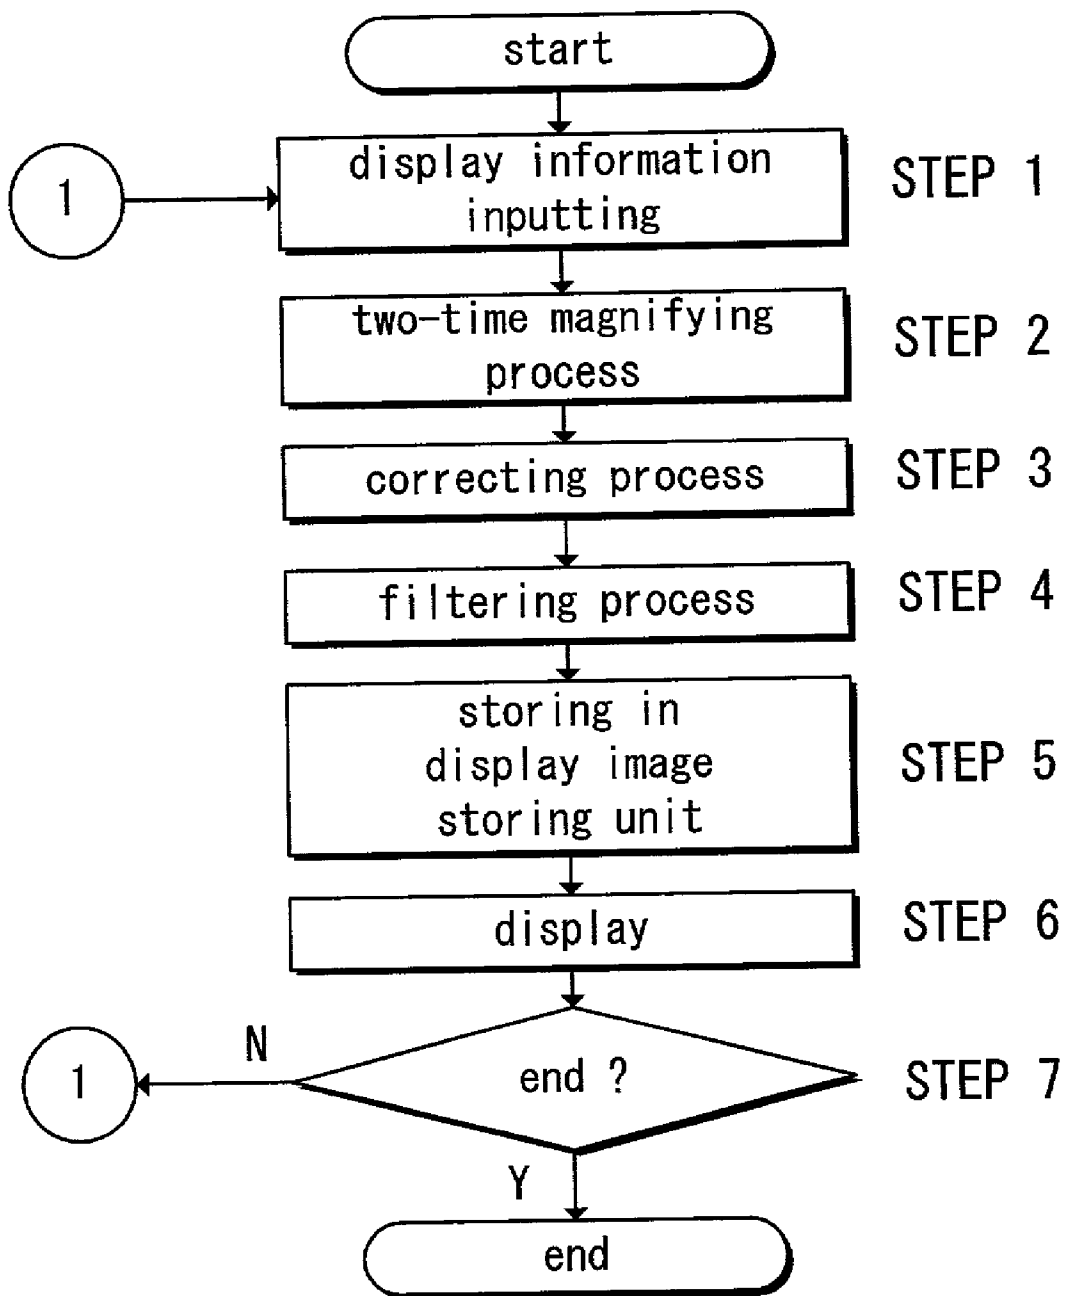 start
1
display information
inputting
STEP 1
two-time magnifying
process
STEP 2
correcting process
STEP 3
filtering process
STEP 4
storing in
display image
storing unit
STEP 5
display
STEP 6
N
1
end ?
STEP 7
Y
end